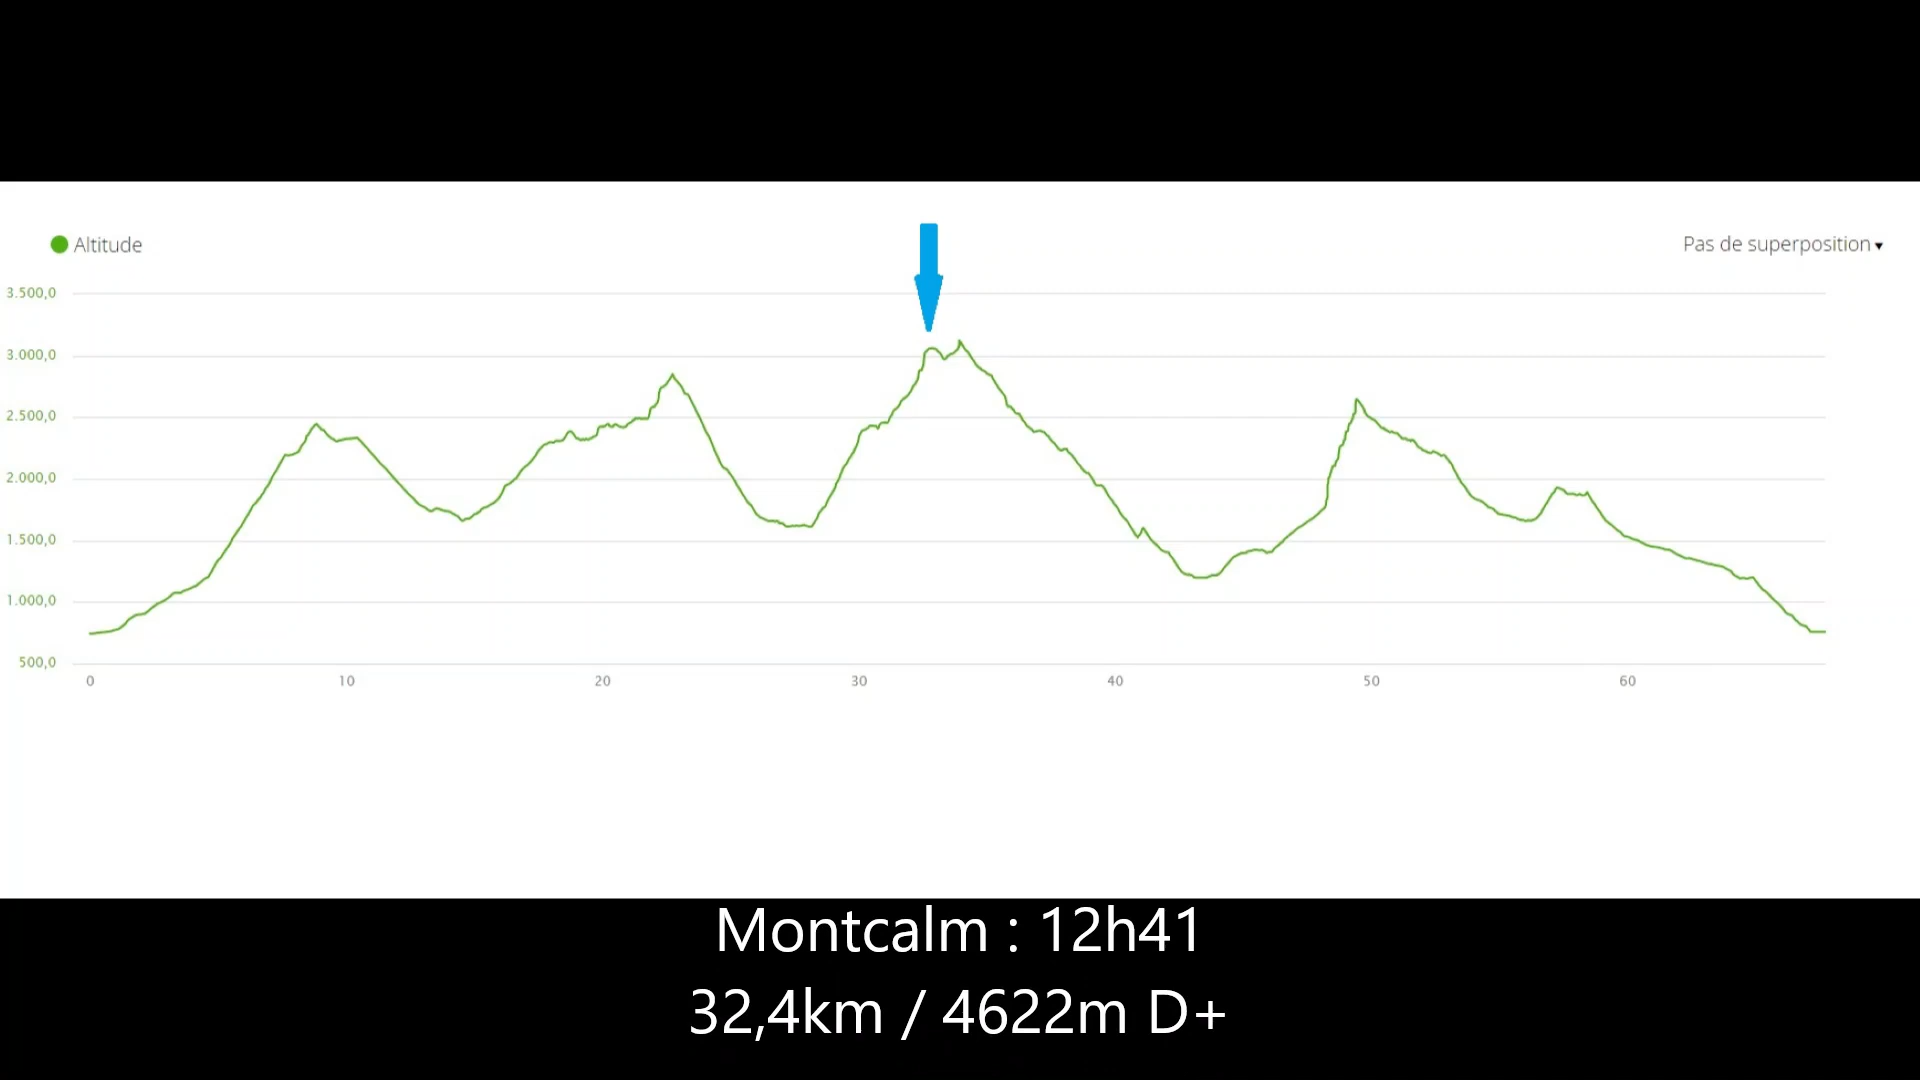 Altitude
Pas de superposition ▾
3.500,0
3.000,0
2.500,0
2.000,0
1.500,0
1.000,0
500,0
0 10 20 30 40 50 60
Montcalm : 12h41
32,4km / 4622m D+